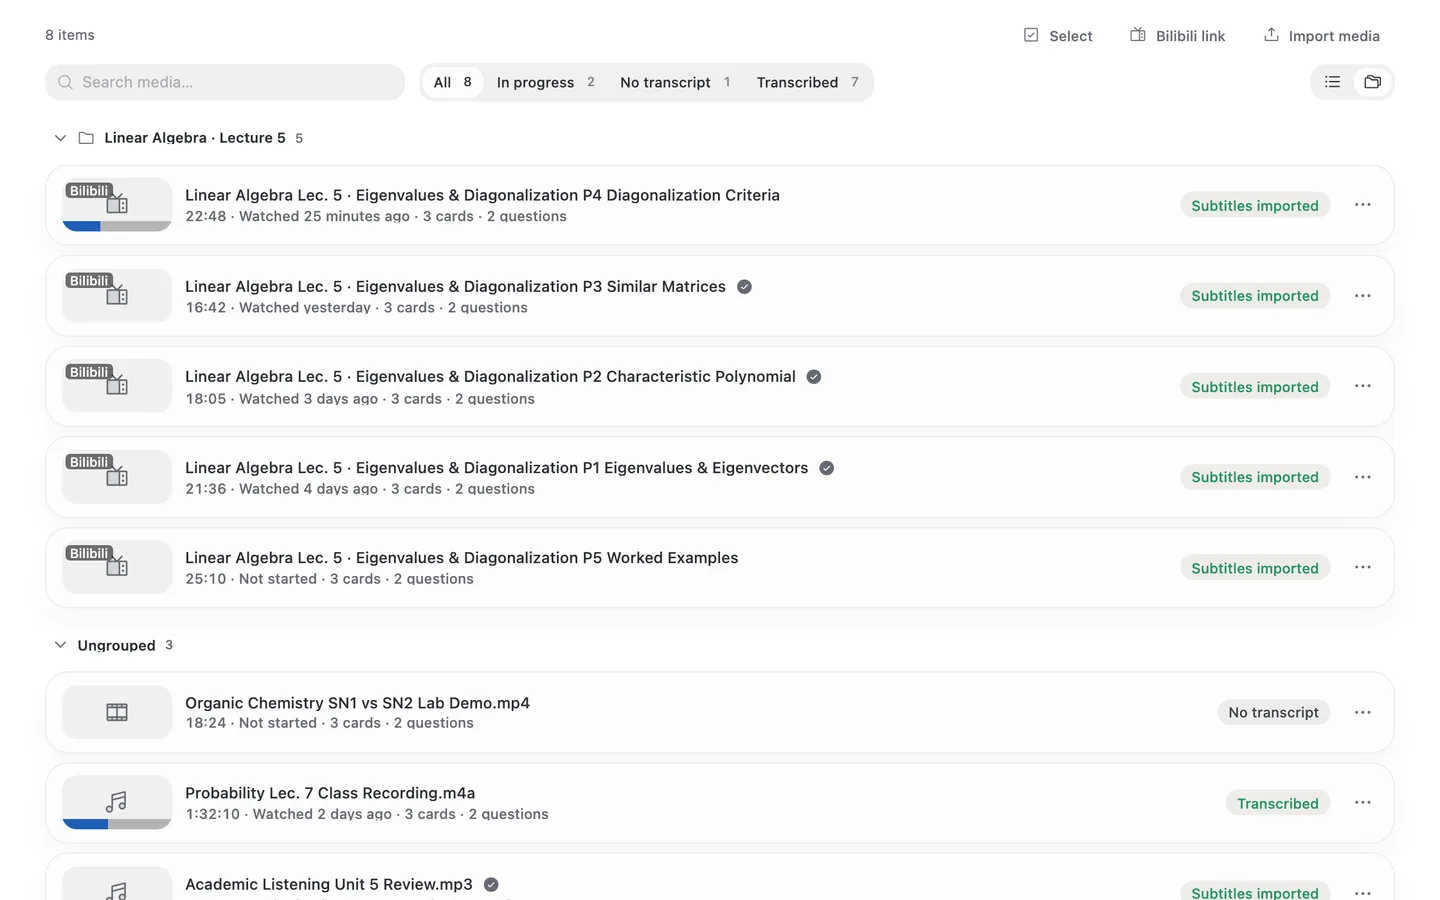 8 items
Select
Bilibili link
Import media
Search media...
All 8
In progress 2
No transcript 1
Transcribed 7
Linear Algebra · Lecture 5 5
Bilibili
Linear Algebra Lec. 5 · Eigenvalues & Diagonalization P4 Diagonalization Criteria
22:48 · Watched 25 minutes ago · 3 cards · 2 questions
Subtitles imported
Bilibili
Linear Algebra Lec. 5 · Eigenvalues & Diagonalization P3 Similar Matrices
16:42 · Watched yesterday · 3 cards · 2 questions
Subtitles imported
Bilibili
Linear Algebra Lec. 5 · Eigenvalues & Diagonalization P2 Characteristic Polynomial
18:05 · Watched 3 days ago · 3 cards · 2 questions
Subtitles imported
Bilibili
Linear Algebra Lec. 5 · Eigenvalues & Diagonalization P1 Eigenvalues & Eigenvectors
21:36 · Watched 4 days ago · 3 cards · 2 questions
Subtitles imported
Bilibili
Linear Algebra Lec. 5 · Eigenvalues & Diagonalization P5 Worked Examples
25:10 · Not started · 3 cards · 2 questions
Subtitles imported
Ungrouped 3
Organic Chemistry SN1 vs SN2 Lab Demo.mp4
18:24 · Not started · 3 cards · 2 questions
No transcript
Probability Lec. 7 Class Recording.m4a
1:32:10 · Watched 2 days ago · 3 cards · 2 questions
Transcribed
Academic Listening Unit 5 Review.mp3
Subtitles imported